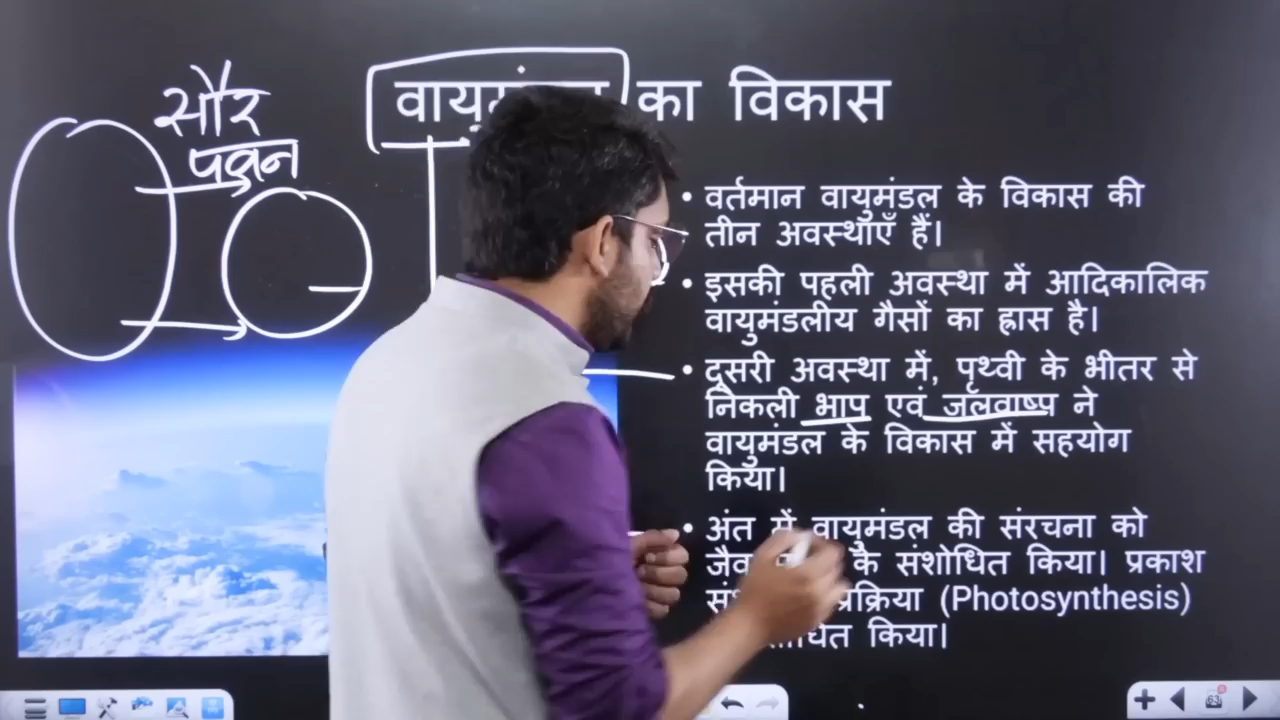 सौर
पवन
का विकास
• वर्तमान वायुमंडल के विकास की
तीन अवस्थाएँ हैं।
• इसकी पहली अवस्था में आदिकालिक
वायुमंडलीय गैसों का ह्रास है।
• दूसरी अवस्था में, पृथ्वी के भीतर से
निकली भाप एवं जलवाष्प ने
वायुमंडल के विकास में सहयोग
किया।
• अंत में वायुमंडल की संरचना को
के संशोधित किया। प्रकाश
प्रक्रिया (Photosynthesis)
किया।
63